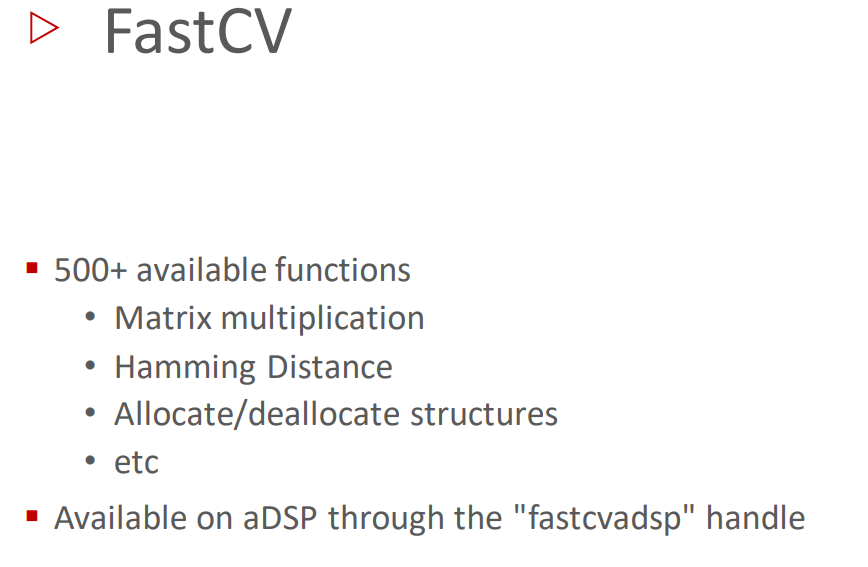 FastCV
500+ available functions
Matrix multiplication
Hamming Distance
Allocate/deallocate structures
etc
Available on aDSP through the "fastcvadsp" handle